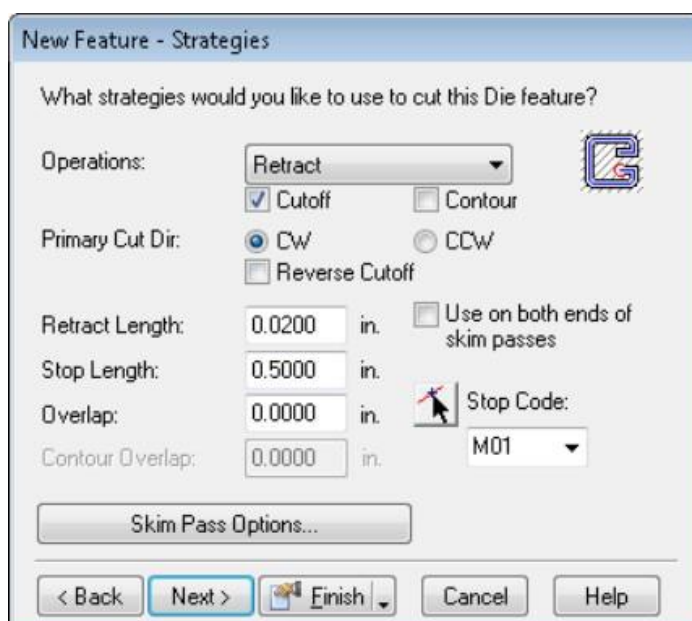 New Feature - Strategies
What strategies would you like to use to cut this Die feature?
Operations: Retract
Cutoff Contour
Primary Cut Dir: CW CCW
Reverse Cutoff
Retract Length: 0.0200 in. Use on both ends of
skim passes
Stop Length: 0.5000 in.
Overlap: 0.0000 in. Stop Code:
M01
Contour Overlap: 0.0000 in.
Skim Pass Options...
< Back Next > Finish Cancel Help